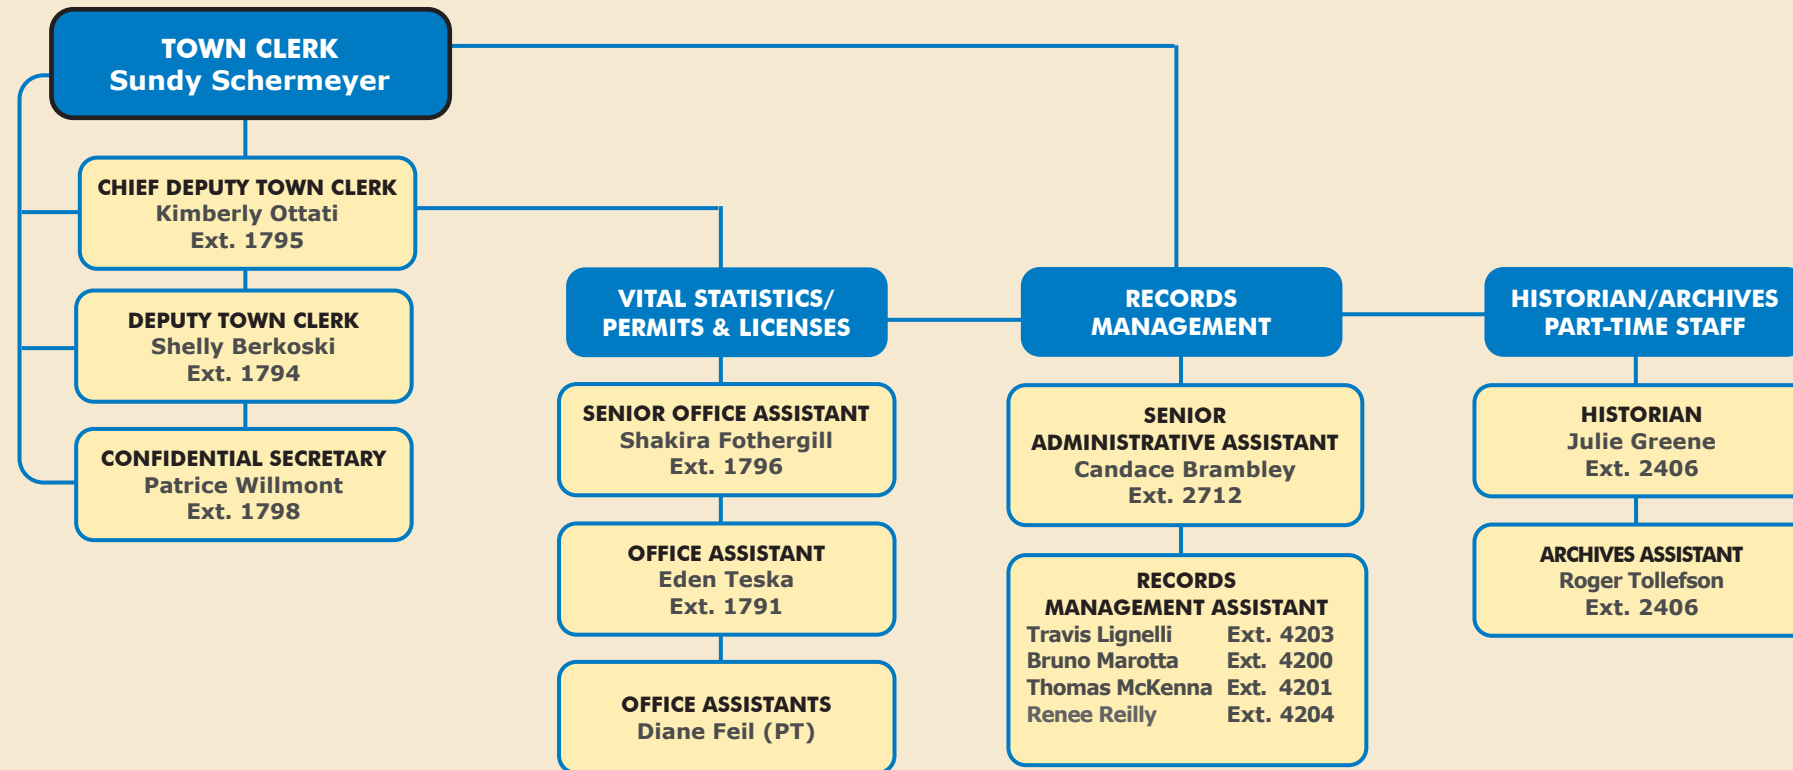 TOWN CLERK
Sundy Schermeyer
CHIEF DEPUTY TOWN CLERK
Kimberly Ottati
Ext. 1795
DEPUTY TOWN CLERK
Shelly Berkoski
Ext. 1794
CONFIDENTIAL SECRETARY
Patrice Willmont
Ext. 1798
VITAL STATISTICS/
PERMITS & LICENSES
SENIOR OFFICE ASSISTANT
Shakira Fothergill
Ext. 1796
OFFICE ASSISTANT
Eden Teska
Ext. 1791
OFFICE ASSISTANTS
Diane Feil (PT)
RECORDS
MANAGEMENT
SENIOR
ADMINISTRATIVE ASSISTANT
Candace Brambley
Ext. 2712
RECORDS
MANAGEMENT ASSISTANT
Travis Lignelli Ext. 4203
Bruno Marotta Ext. 4200
Thomas McKenna Ext. 4201
Renee Reilly Ext. 4204
HISTORIAN/ARCHIVES
PART-TIME STAFF
HISTORIAN
Julie Greene
Ext. 2406
ARCHIVES ASSISTANT
Roger Tollefson
Ext. 2406